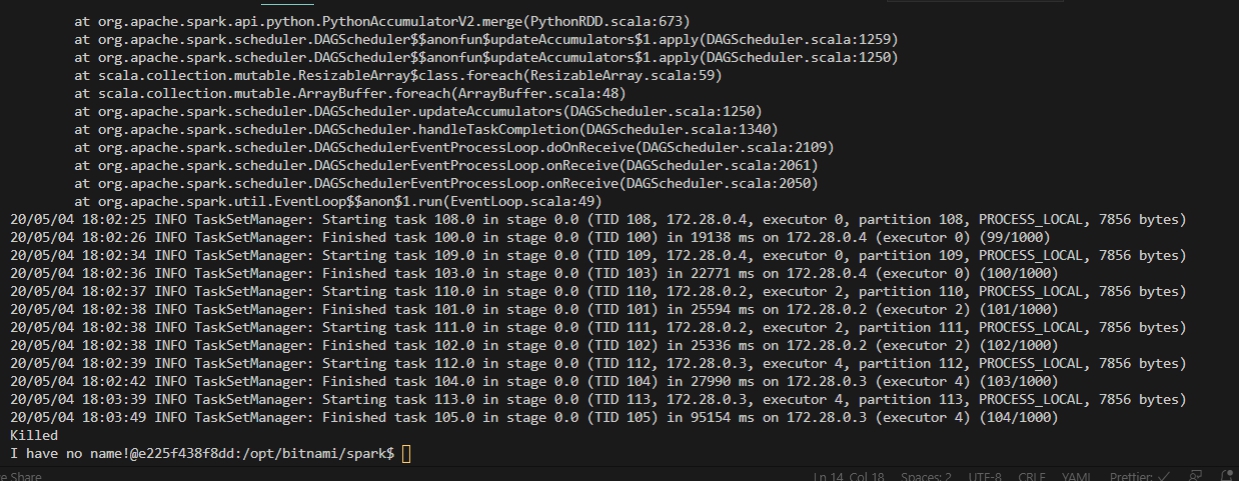 at org.apache.spark.api.python.PythonAccumulatorV2.merge(PythonRDD.scala:673)
at org.apache.spark.scheduler.DAGScheduler$$anonfun$updateAccumulators$1.apply(DAGScheduler.scala:1259)
at org.apache.spark.scheduler.DAGScheduler$$anonfun$updateAccumulators$1.apply(DAGScheduler.scala:1250)
at scala.collection.mutable.ResizableArray$class.foreach(ResizableArray.scala:59)
at scala.collection.mutable.ArrayBuffer.foreach(ArrayBuffer.scala:48)
at org.apache.spark.scheduler.DAGScheduler.updateAccumulators(DAGScheduler.scala:1250)
at org.apache.spark.scheduler.DAGScheduler.handleTaskCompletion(DAGScheduler.scala:1340)
at org.apache.spark.scheduler.DAGSchedulerEventProcessLoop.doOnReceive(DAGScheduler.scala:2109)
at org.apache.spark.scheduler.DAGSchedulerEventProcessLoop.onReceive(DAGScheduler.scala:2061)
at org.apache.spark.scheduler.DAGSchedulerEventProcessLoop.onReceive(DAGScheduler.scala:2050)
at org.apache.spark.util.EventLoop$$anon$1.run(EventLoop.scala:49)
20/05/04 18:02:25 INFO TaskSetManager: Starting task 108.0 in stage 0.0 (TID 108, 172.28.0.4, executor 0, partition 108, PROCESS_LOCAL, 7856 bytes)
20/05/04 18:02:26 INFO TaskSetManager: Finished task 100.0 in stage 0.0 (TID 100) in 19138 ms on 172.28.0.4 (executor 0) (99/1000)
20/05/04 18:02:34 INFO TaskSetManager: Starting task 109.0 in stage 0.0 (TID 109, 172.28.0.4, executor 0, partition 109, PROCESS_LOCAL, 7856 bytes)
20/05/04 18:02:36 INFO TaskSetManager: Finished task 103.0 in stage 0.0 (TID 103) in 22771 ms on 172.28.0.4 (executor 0) (100/1000)
20/05/04 18:02:37 INFO TaskSetManager: Starting task 110.0 in stage 0.0 (TID 110, 172.28.0.2, executor 2, partition 110, PROCESS_LOCAL, 7856 bytes)
20/05/04 18:02:38 INFO TaskSetManager: Finished task 101.0 in stage 0.0 (TID 101) in 25594 ms on 172.28.0.2 (executor 2) (101/1000)
20/05/04 18:02:38 INFO TaskSetManager: Starting task 111.0 in stage 0.0 (TID 111, 172.28.0.2, executor 2, partition 111, PROCESS_LOCAL, 7856 bytes)
20/05/04 18:02:38 INFO TaskSetManager: Finished task 102.0 in stage 0.0 (TID 102) in 25336 ms on 172.28.0.2 (executor 2) (102/1000)
20/05/04 18:02:39 INFO TaskSetManager: Starting task 112.0 in stage 0.0 (TID 112, 172.28.0.3, executor 4, partition 112, PROCESS_LOCAL, 7856 bytes)
20/05/04 18:02:42 INFO TaskSetManager: Finished task 104.0 in stage 0.0 (TID 104) in 27990 ms on 172.28.0.3 (executor 4) (103/1000)
20/05/04 18:03:39 INFO TaskSetManager: Starting task 113.0 in stage 0.0 (TID 113, 172.28.0.3, executor 4, partition 113, PROCESS_LOCAL, 7856 bytes)
20/05/04 18:03:49 INFO TaskSetManager: Finished task 105.0 in stage 0.0 (TID 105) in 95154 ms on 172.28.0.3 (executor 4) (104/1000)
Killed
I have no name!@e225f438f8dd:/opt/bitnami/spark$
e Share Ln 14, Col 18 Spaces: 2 UTF-8 CRLF YAML Prettier: ✓